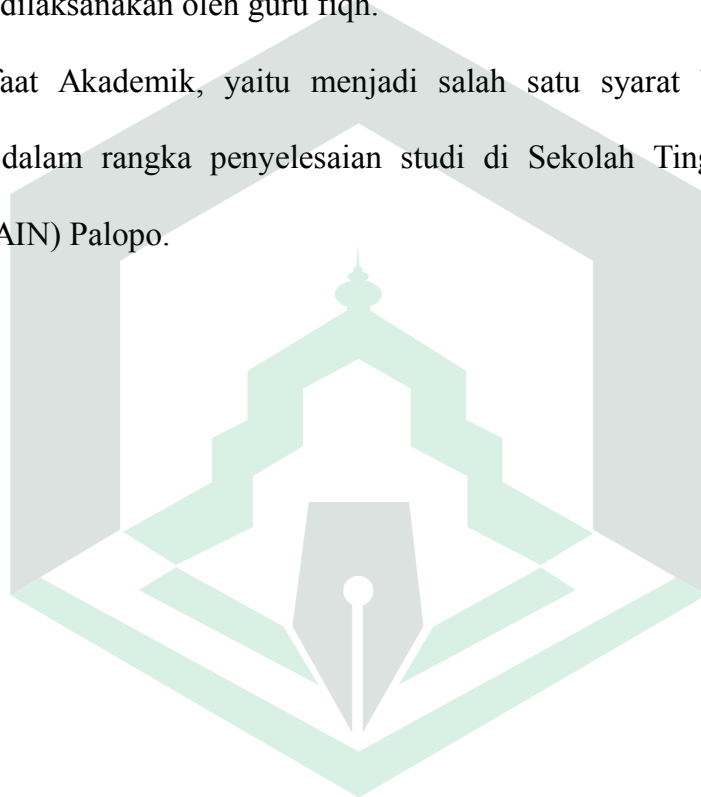 dilaksanakan oleh guru fiqh.
faat Akademik, yaitu menjadi salah satu syarat
dalam rangka penyelesaian studi di Sekolah Ting
AIN) Palopo.